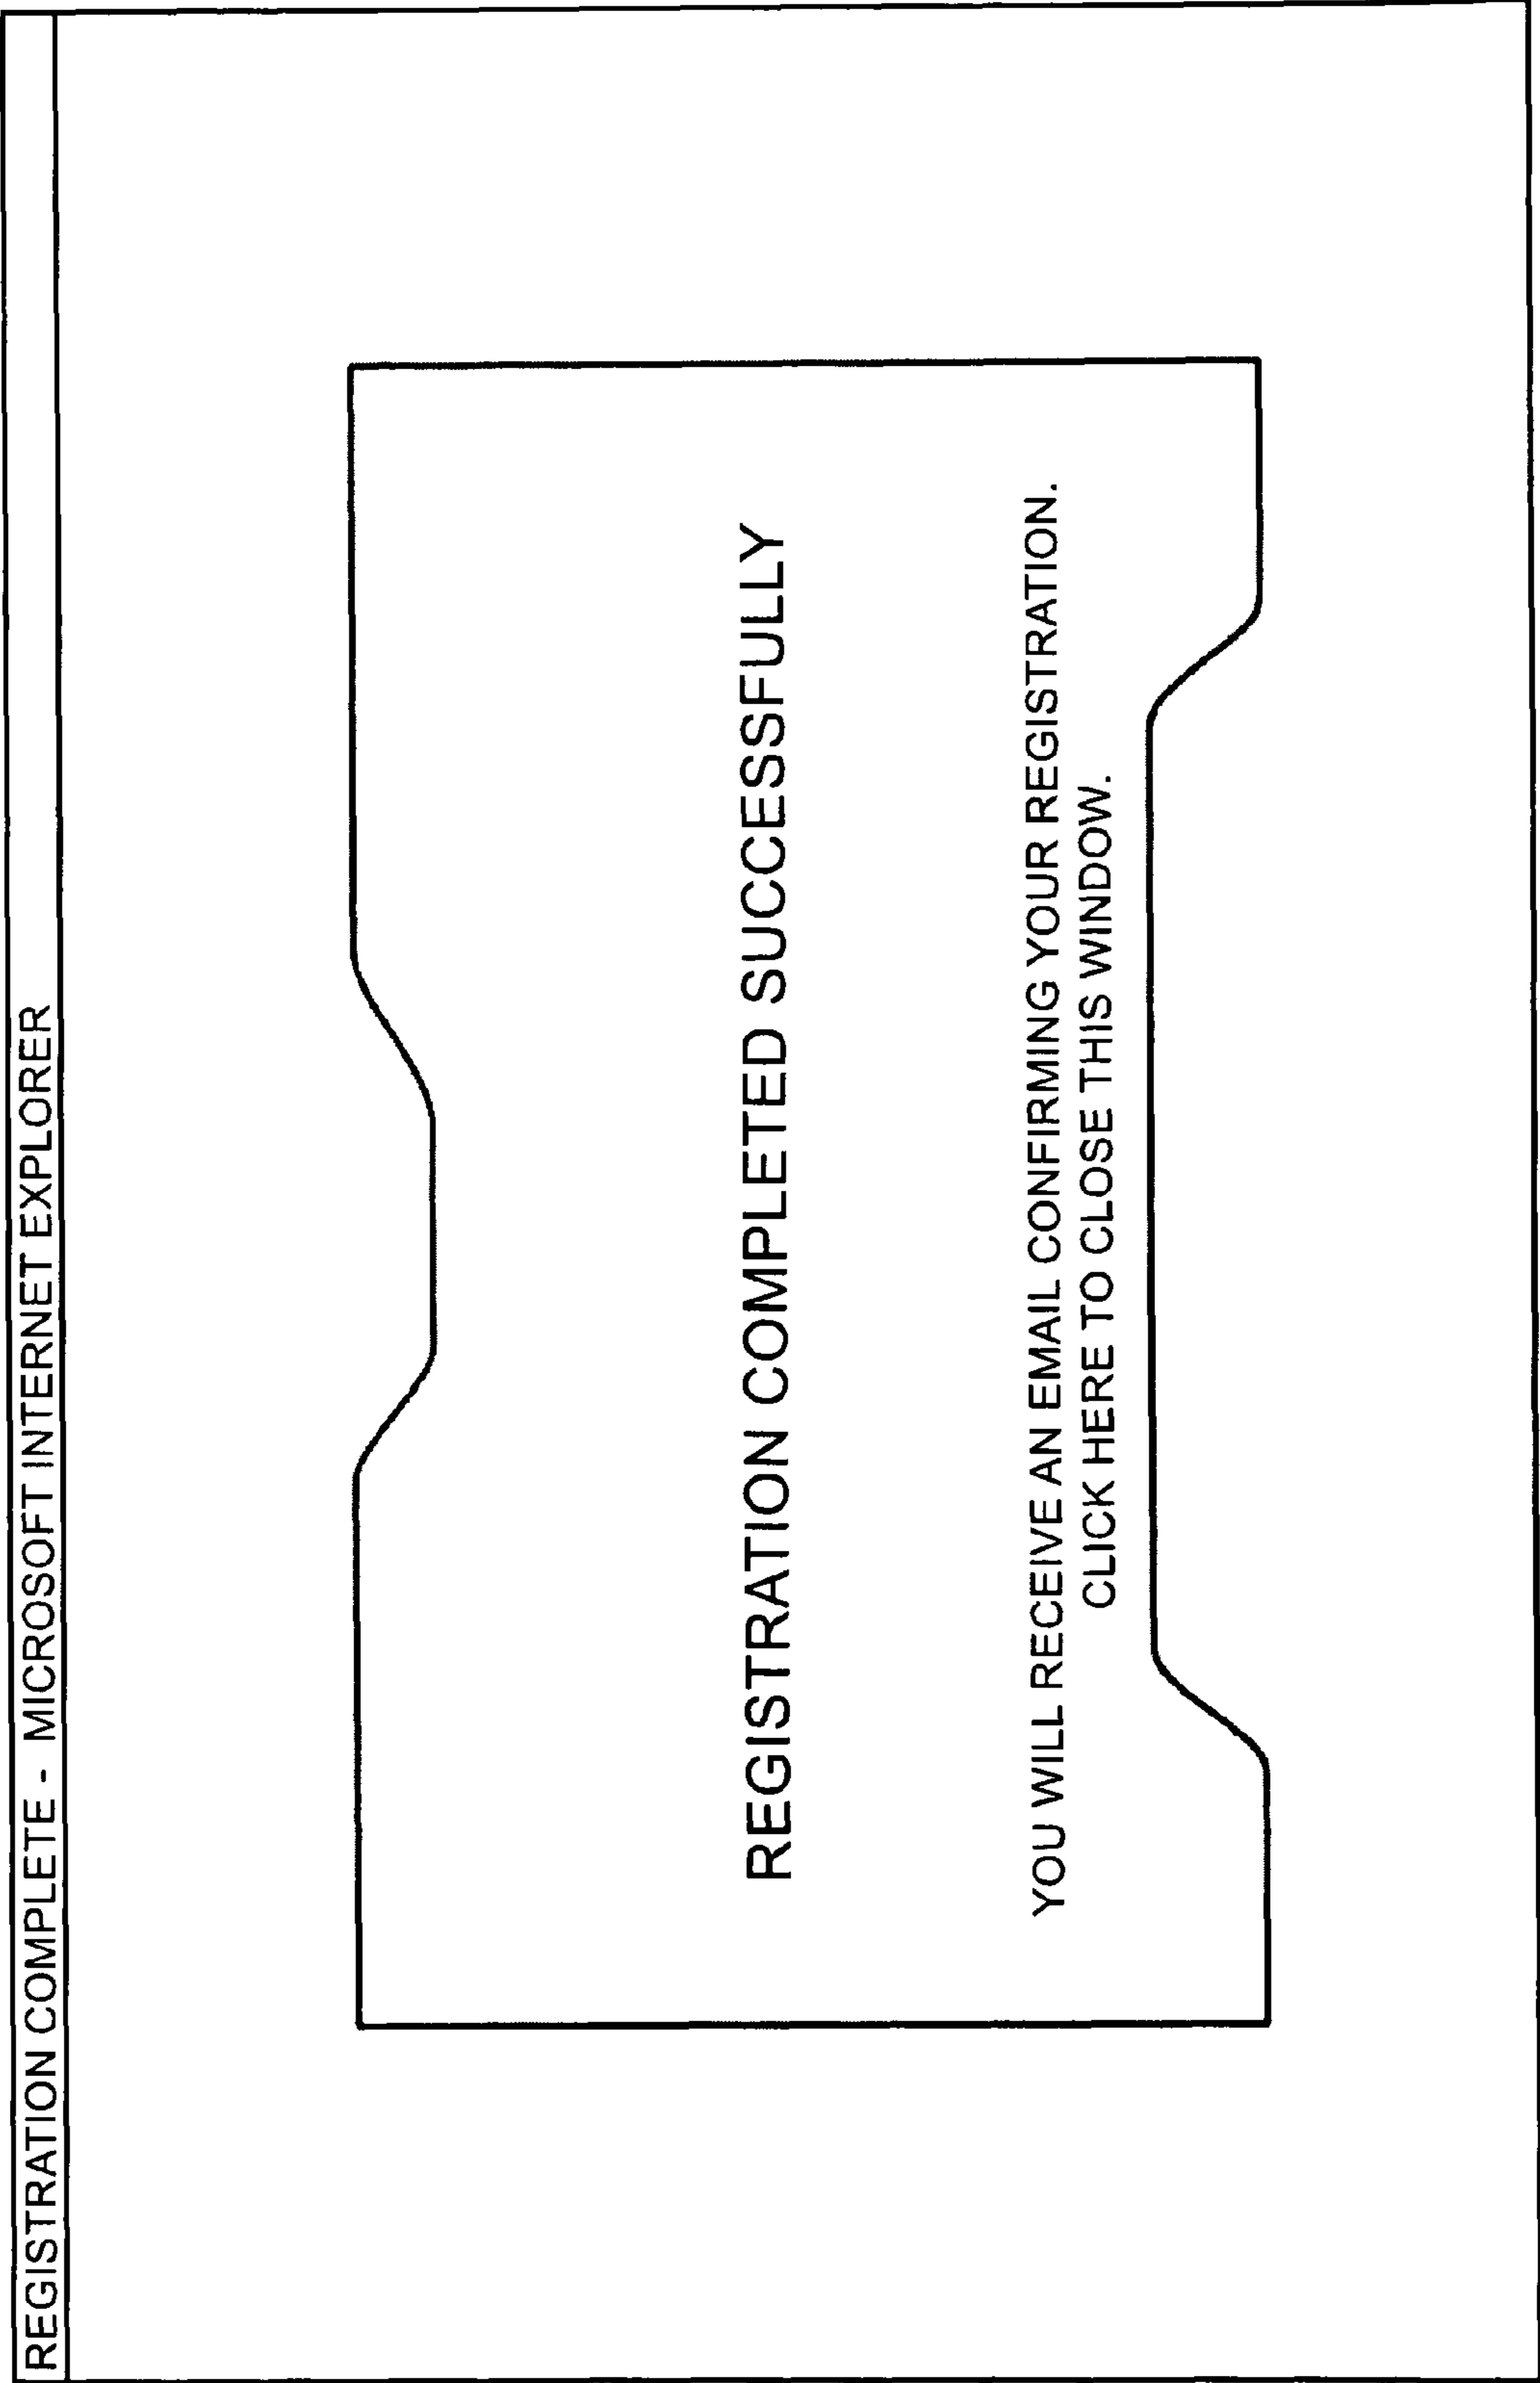 REGISTRATION COMPLETE - MICROSOFT INTERNET EXPLORER
REGISTRATION COMPLETED SUCCESSFULLY
YOU WILL RECEIVE AN EMAIL CONFIRMING YOUR REGISTRATION.
CLICK HERE TO CLOSE THIS WINDOW.